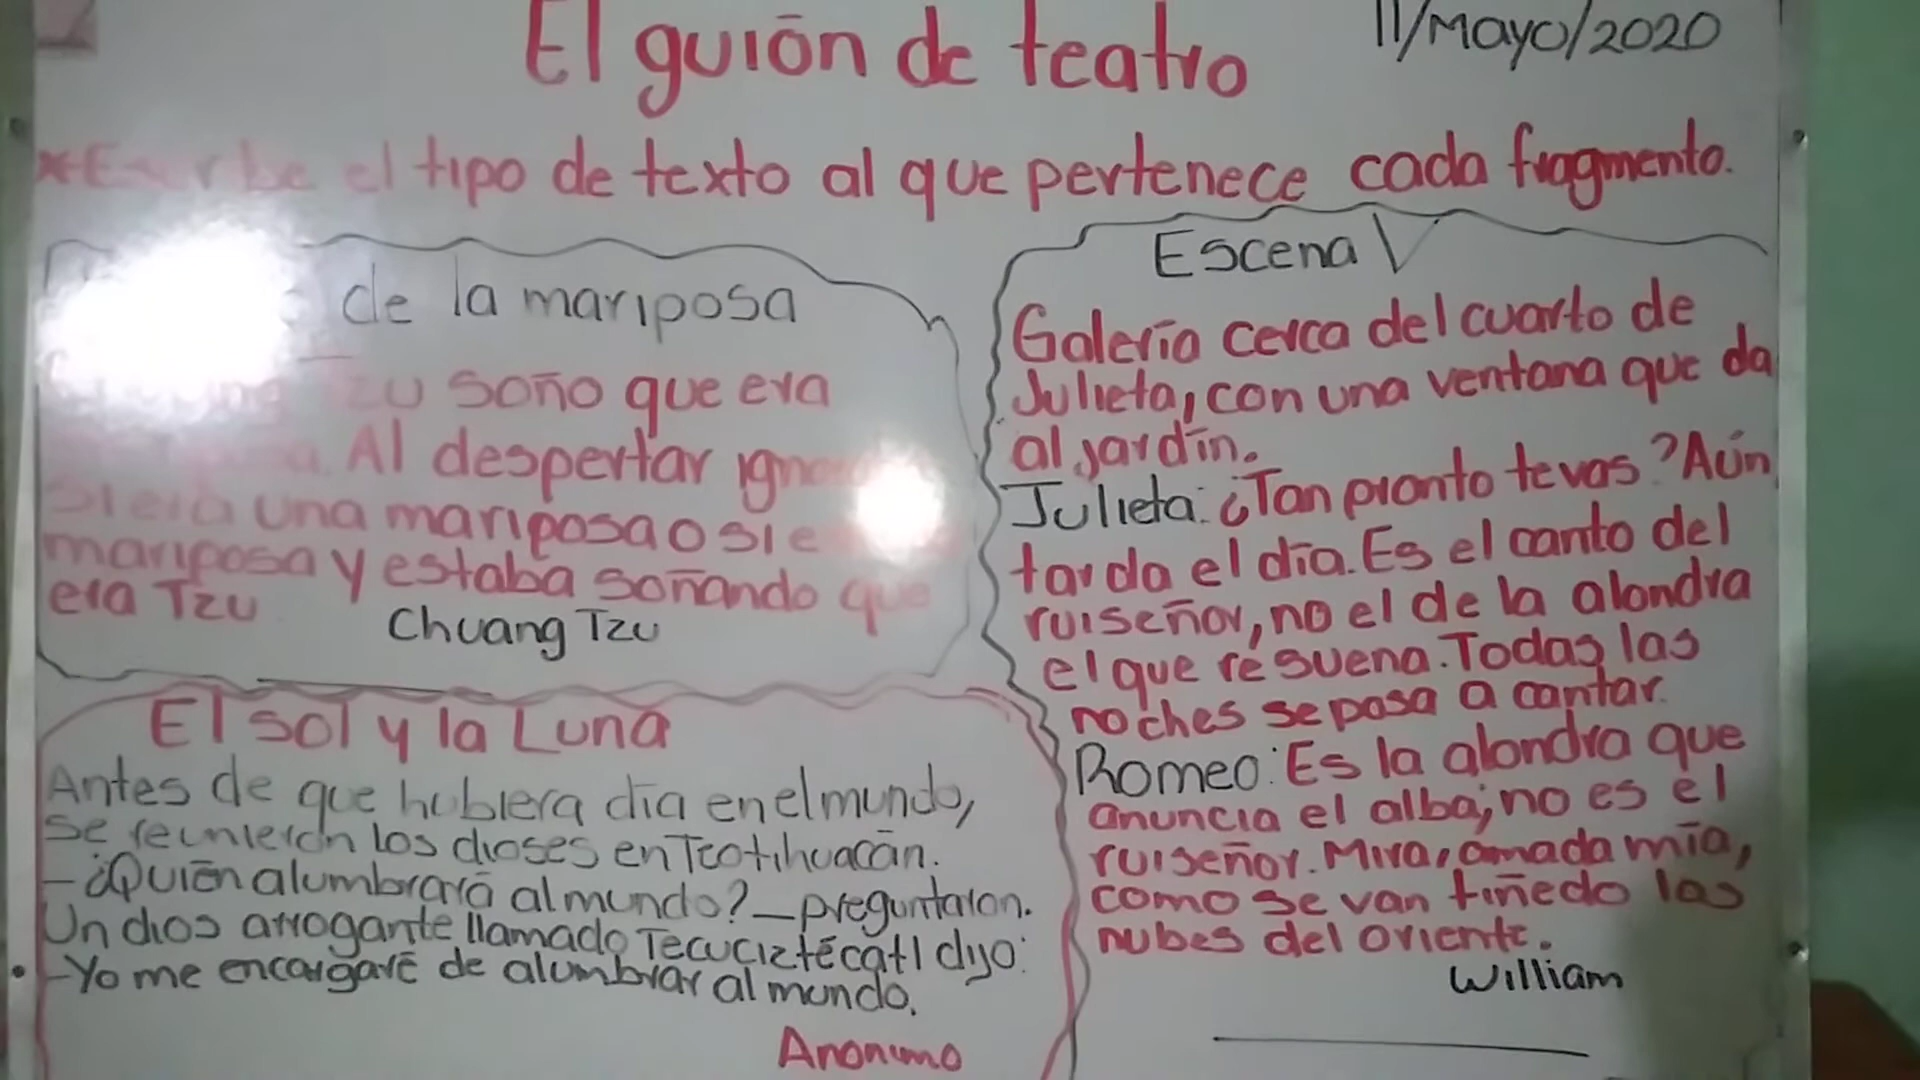 El guión de teatro
11/Mayo/2020
el tipo de texto al que pertenece cada fragmento.
de la mariposa
Tzu soño que era
Al despertar
si era una mariposa o si e
mariposa y estaba soñando que
era Tzu
Chuang Tzu
El sol y la Luna
Antes de que hubiera día en el mundo,
se reunieron los dioses en Teotihuacán.
-¿Quién alumbrará al mundo?_preguntaron.
Un dios arrogante llamado Tecuciztécatl dijo:
-Yo me encargaré de alumbrar al mundo.
Anonimo
Escena V
Galería cerca del cuarto de
Julieta, con una ventana que da
al jardín.
Julieta: ¿Tan pronto te vas? Aún
tarda el día. Es el canto del
ruiseñor, no el de la alondra
el que resuena. Todas las
noches se posa a cantar.
Romeo: Es la alondra que
anuncia el alba; no es el
ruiseñor. Mira, amada mía,
como se van tiñedo las
nubes del oriente.
William